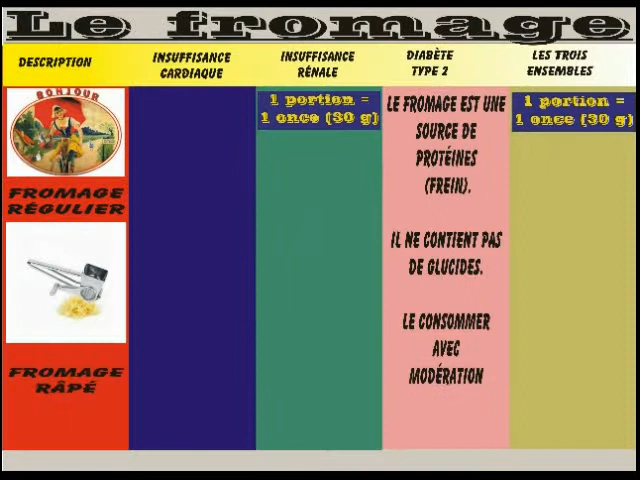 Le fromage
DESCRIPTION
INSUFFISANCE
CARDIAQUE
INSUFFISANCE
RÉNALE
DIABÈTE
TYPE 2
LES TROIS
ENSEMBLES
BONJOUR
FROMAGE
RÉGULIER
FROMAGE
RÂPÉ
1 portion =
1 once (30 g)
LE FROMAGE EST UNE
SOURCE DE
PROTÉINES
(FREIN).
IL NE CONTIENT PAS
DE GLUCIDES.
LE CONSOMMER
AVEC
MODÉRATION
1 portion =
1 once (30 g)